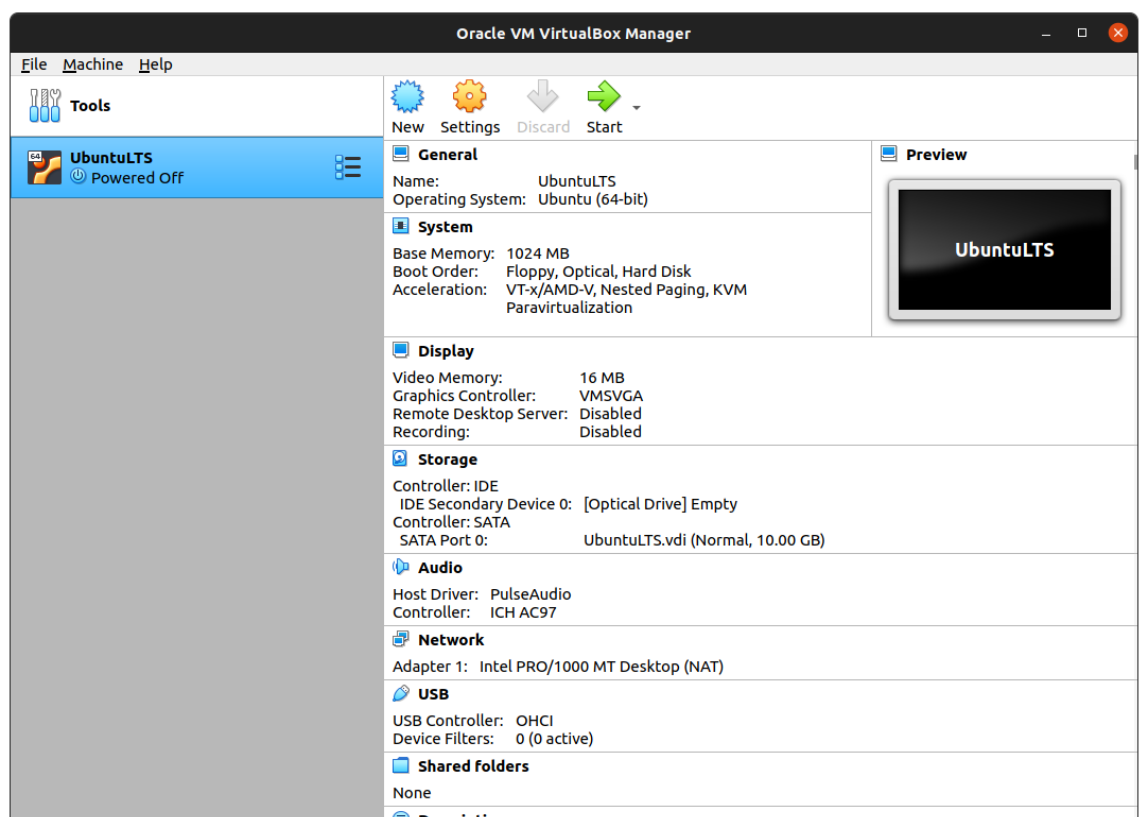 Oracle VM VirtualBox Manager
File Machine Help
Tools
New Settings Discard Start
64
UbuntuLTS
Powered Off
General
Name: UbuntuLTS
Operating System: Ubuntu (64-bit)
Preview
UbuntuLTS
System
Base Memory: 1024 MB
Boot Order: Floppy, Optical, Hard Disk
Acceleration: VT-x/AMD-V, Nested Paging, KVM
Paravirtualization
Display
Video Memory: 16 MB
Graphics Controller: VMSVGA
Remote Desktop Server: Disabled
Recording: Disabled
Storage
Controller: IDE
IDE Secondary Device 0: [Optical Drive] Empty
Controller: SATA
SATA Port 0: UbuntuLTS.vdi (Normal, 10.00 GB)
Audio
Host Driver: PulseAudio
Controller: ICH AC97
Network
Adapter 1: Intel PRO/1000 MT Desktop (NAT)
USB
USB Controller: OHCI
Device Filters: 0 (0 active)
Shared folders
None